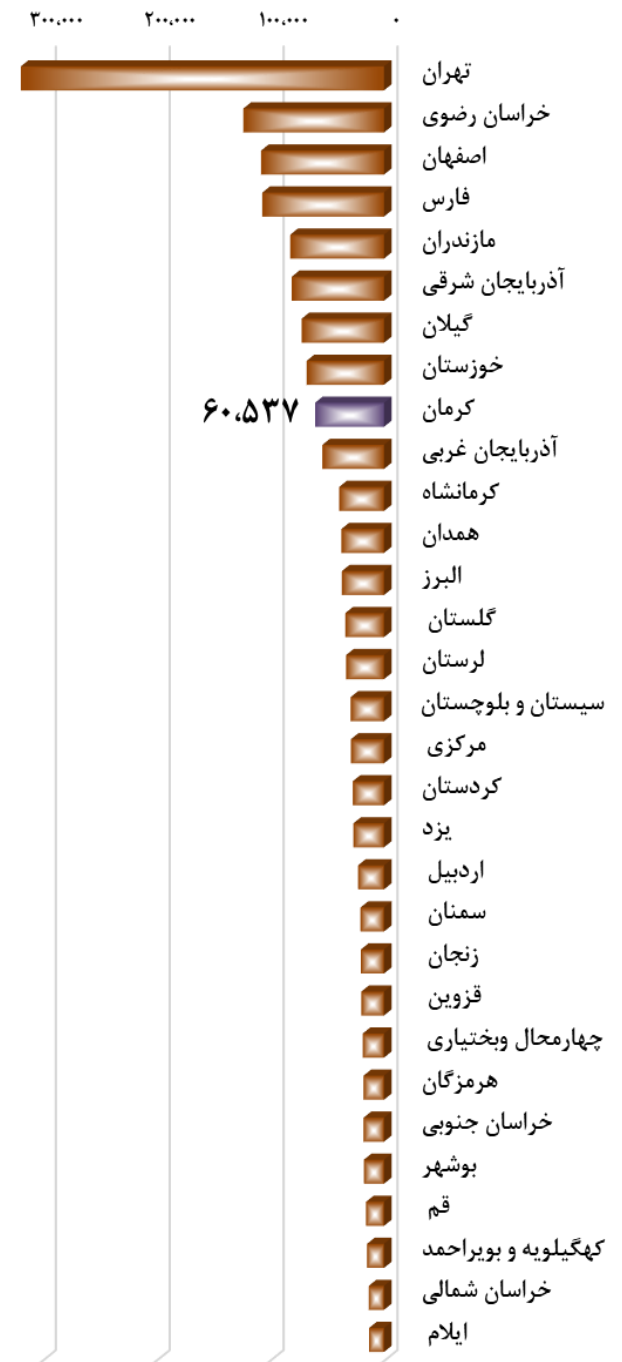 ۰ ۱۰۰،۰۰۰ ۲۰۰،۰۰۰ ۳۰۰،۰۰۰
تهران
خراسان رضوی
اصفهان
فارس
مازندران
آذربایجان شرقی
گیلان
خوزستان
کرمان ۶۰،۵۳۷
آذربایجان غربی
کرمانشاه
همدان
البرز
گلستان
لرستان
سیستان و بلوچستان
مرکزی
کردستان
یزد
اردبیل
سمنان
زنجان
قزوین
چهارمحال وبختیاری
هرمزگان
خراسان جنوبی
بوشهر
قم
کهگیلویه و بویراحمد
خراسان شمالی
ایلام